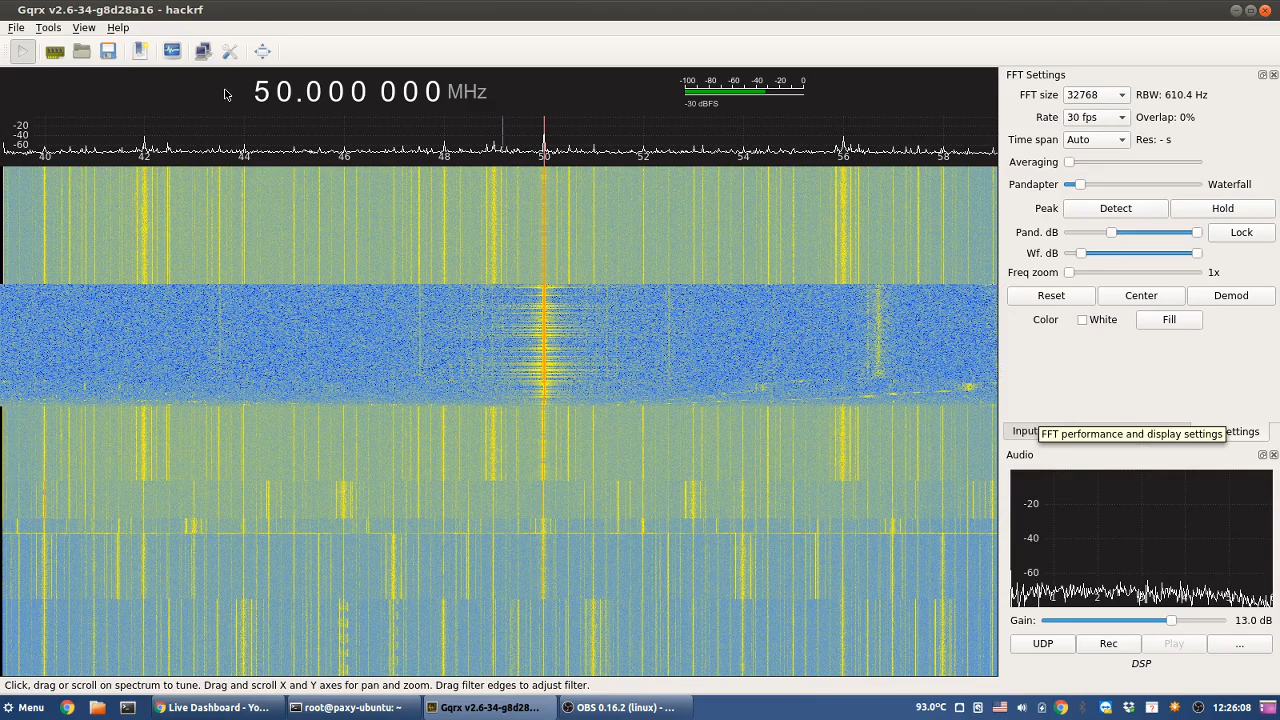 Gqrx v2.6-34-g8d28a16 - hackrf
File Tools View Help
50.000 000 MHz
-100 -80 -60 -40 -20 0
-30 dBFS
-20
-40
-60
40 42 44 46 48 50 52 54 56 58
FFT Settings
FFT size 32768 RBW: 610.4 Hz
Rate 30 fps Overlap: 0%
Time span Auto Res: - s
Averaging
Pandapter Waterfall
Peak Detect Hold
Pand. dB Lock
Wf. dB
Freq zoom 1x
Reset Center Demod
Color White Fill
Input
FFT performance and display settings
ettings
Audio
-20
-40
-60
1 2
Gain: 13.0 dB
UDP Rec Play ...
DSP
Click, drag or scroll on spectrum to tune. Drag and scroll X and Y axes for pan and zoom. Drag filter edges to adjust filter.
Menu Live Dashboard - Yo... root@paxy-ubuntu: ~ Gqrx v2.6-34-g8d28... OBS 0.16.2 (linux) - ... 93.0°C 12:26:08